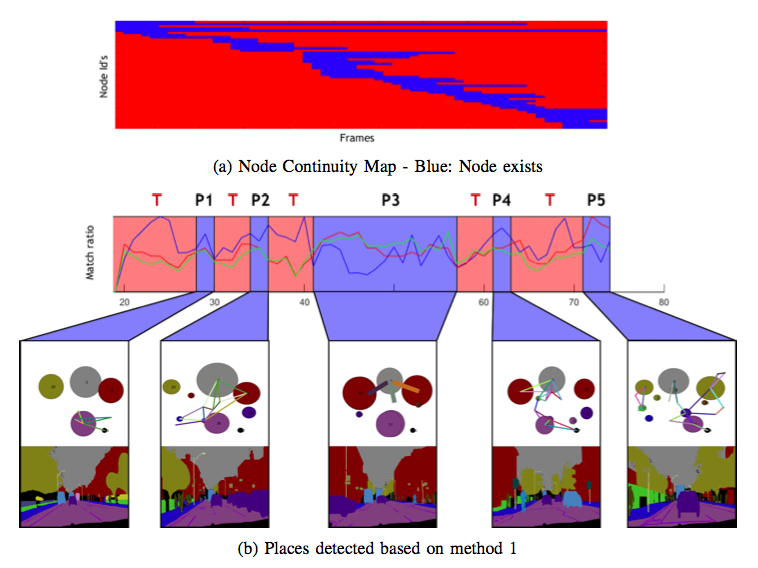 Node Id's
Frames
(a) Node Continuity Map - Blue: Node exists
T P1 T P2 T P3 T P4 T P5
Match ratio
20 30 40 60 70 80
(b) Places detected based on method 1